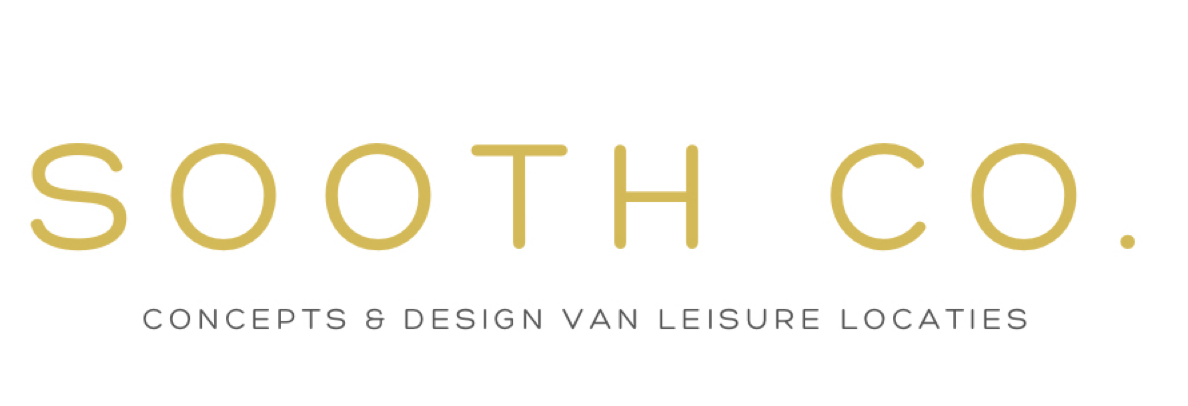 SOOTH CO.
CONCEPTS & DESIGN VAN LEISURE LOCATIES